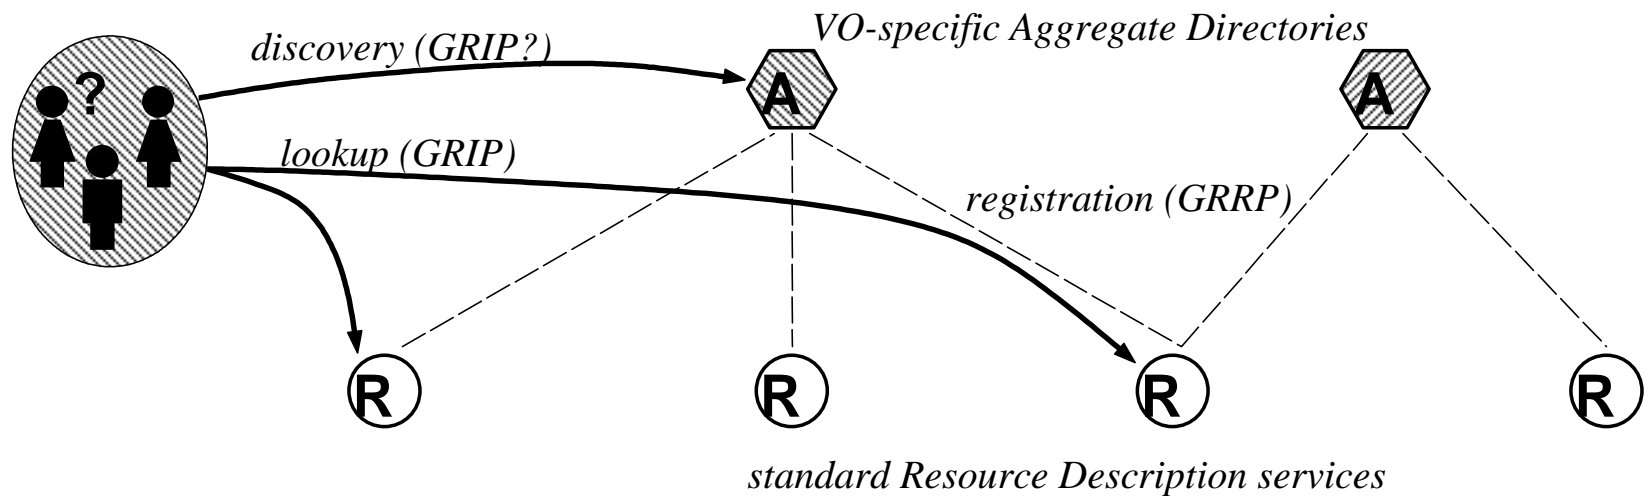 VO-specific Aggregate Directories
discovery (GRIP?)
?
A
A
lookup (GRIP)
registration (GRRP)
R
R
R
R
standard Resource Description services